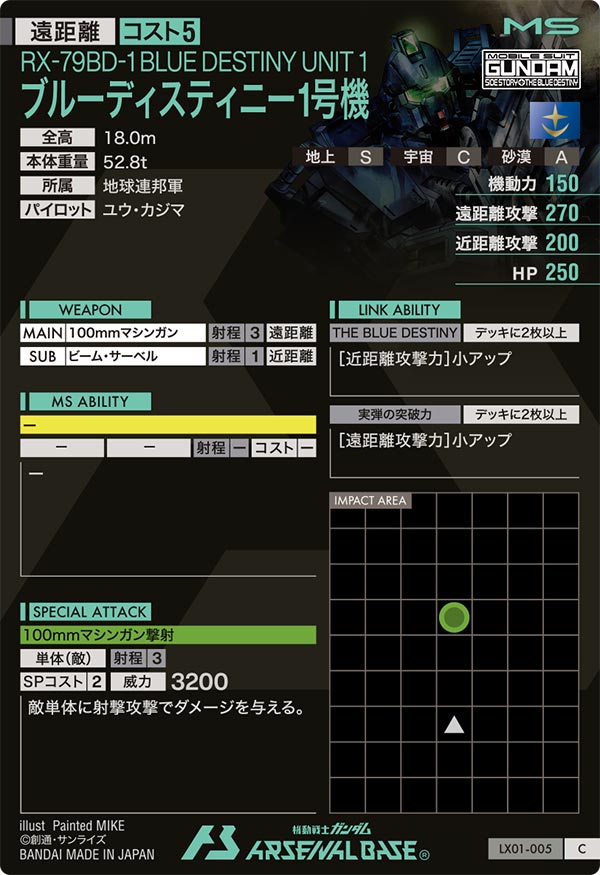 遠距離 コスト5 MS
RX-79BD-1 BLUE DESTINY UNIT 1
MOBILE SUIT
GUNDAM
SIDE STORY THE BLUE DESTINY
ブルーディスティニー1号機
全高 18.0m
本体重量 52.8t
所属 地球連邦軍
パイロット ユウ・カジマ
地上 S 宇宙 C 砂漠 A
機動力 150
遠距離攻撃 270
近距離攻撃 200
HP 250
WEAPON
MAIN 100mmマシンガン 射程 3 遠距離
SUB ビーム・サーベル 射程 1 近距離
MS ABILITY
—
— — 射程 — コスト —
—
SPECIAL ATTACK
100mmマシンガン撃射
単体(敵) 射程 3
SPコスト 2 威力 3200
敵単体に射撃攻撃でダメージを与える。
LINK ABILITY
THE BLUE DESTINY デッキに2枚以上
[近距離攻撃力]小アップ
実弾の突破力 デッキに2枚以上
[遠距離攻撃力]小アップ
IMPACT AREA
illust Painted MIKE
©創通・サンライズ
BANDAI MADE IN JAPAN
機動戦士ガンダム
ARSENAL BASE ®
LX01-005 C